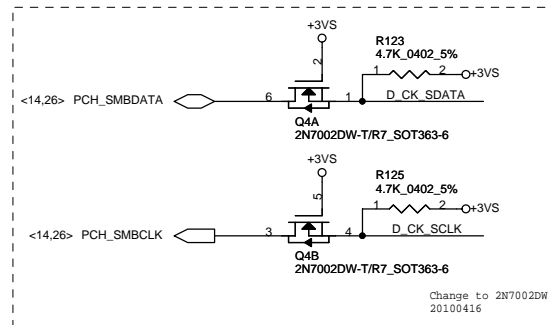 +3VS
R123
4.7K_0402_5%
2
1 2 +3VS
<14,26> PCH_SMBDATA 6 1 D_CK_SDATA
Q4A
2N7002DW-T/R7_SOT363-6
+3VS
R125
4.7K_0402_5%
5
1 2 +3VS
<14,26> PCH_SMBCLK 3 4 D_CK_SCLK
Q4B
2N7002DW-T/R7_SOT363-6
Change to 2N7002DW
20100416